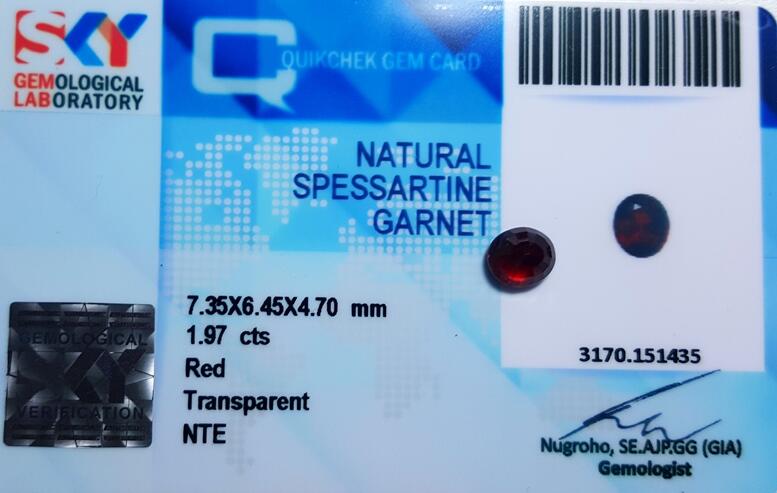 SKY
GEMOLOGICAL
LABORATORY
QUIKCHEK GEM CARD
NATURAL
SPESSARTINE
GARNET
7.35X6.45X4.70 mm
1.97 cts
Red
Transparent
NTE
GEMOLOGICAL
SKY
VERIFICATION
3170.151435
Nugroho, SE.AJP.GG (GIA)
Gemologist